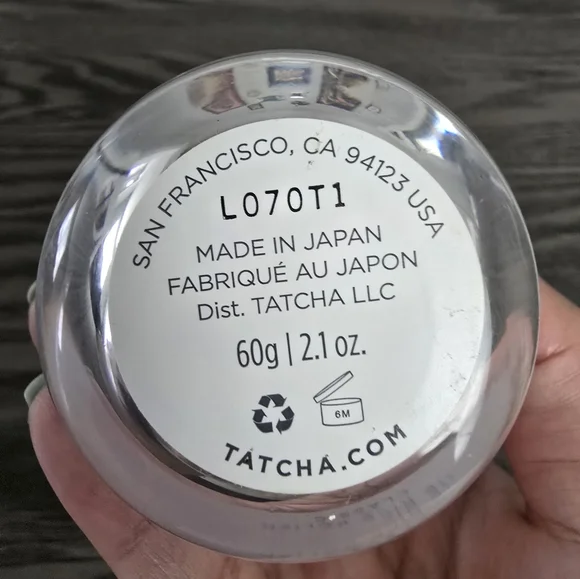 SAN FRANCISCO, CA 94123 USA
L070T1
MADE IN JAPAN
FABRIQUÉ AU JAPON
Dist. TATCHA LLC
60g | 2.1 oz.
6M
TATCHA.COM